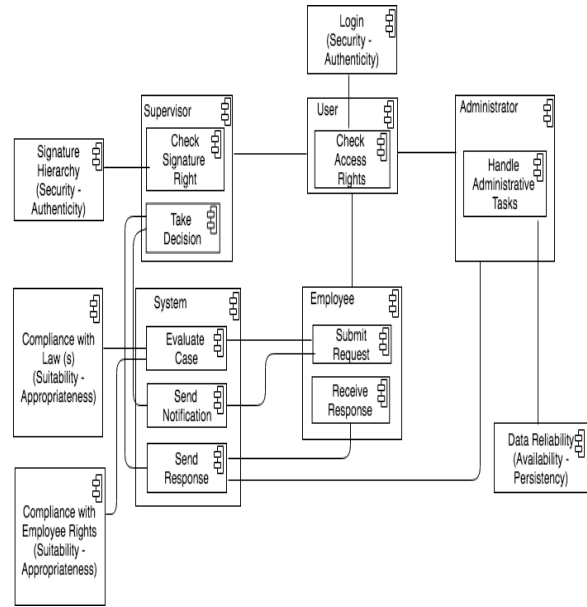 Login
(Security -
Authenticity)
Supervisor
User
Administrator
Check
Signature
Right
Check
Access
Rights
Handle
Administrative
Tasks
Signature
Hierarchy
(Security -
Authenticity)
Take
Decision
System
Employee
Compliance with
Law (s)
(Suitability -
Appropriateness)
Evaluate
Case
Submit
Request
Send
Notification
Receive
Response
Send
Response
Data Reliability
(Availability -
Persistency)
Compliance with
Employee Rights
(Suitability -
Appropriateness)